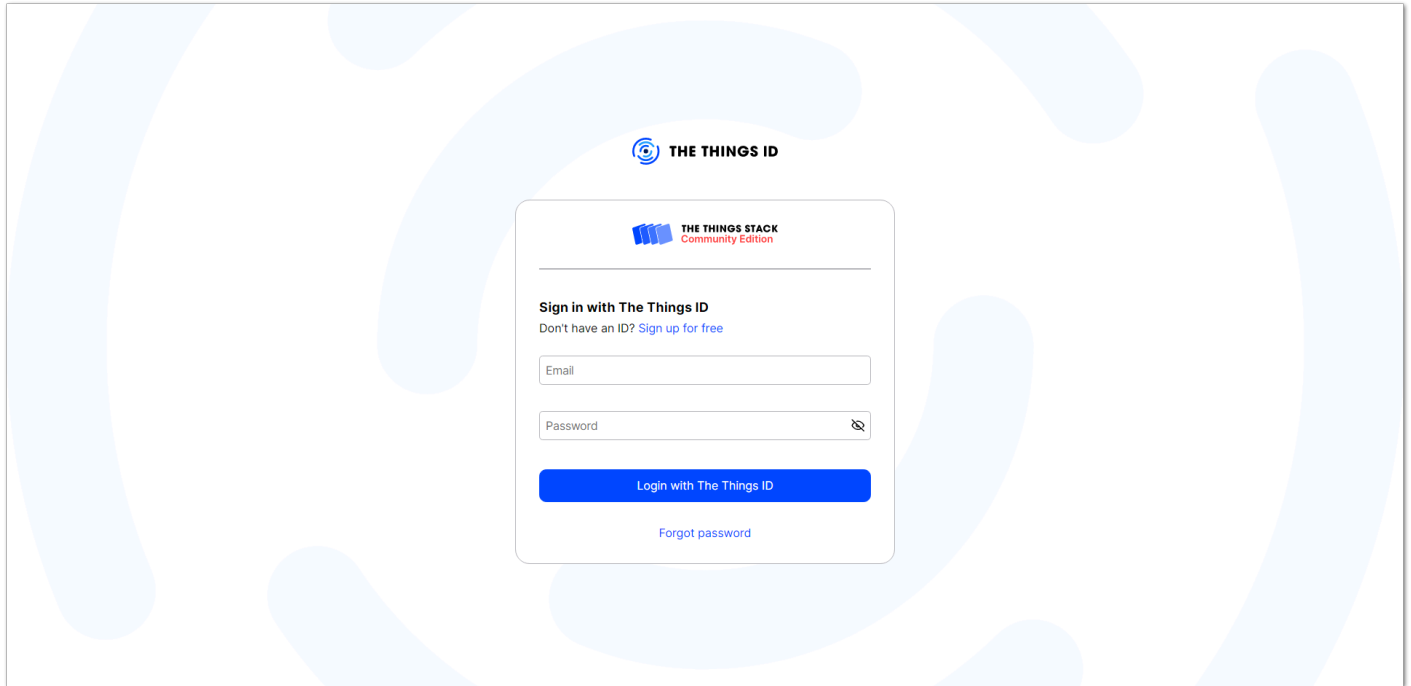 THE THINGS ID
THE THINGS STACK
Community Edition
Sign in with The Things ID
Don't have an ID? Sign up for free
Email
Password
Login with The Things ID
Forgot password